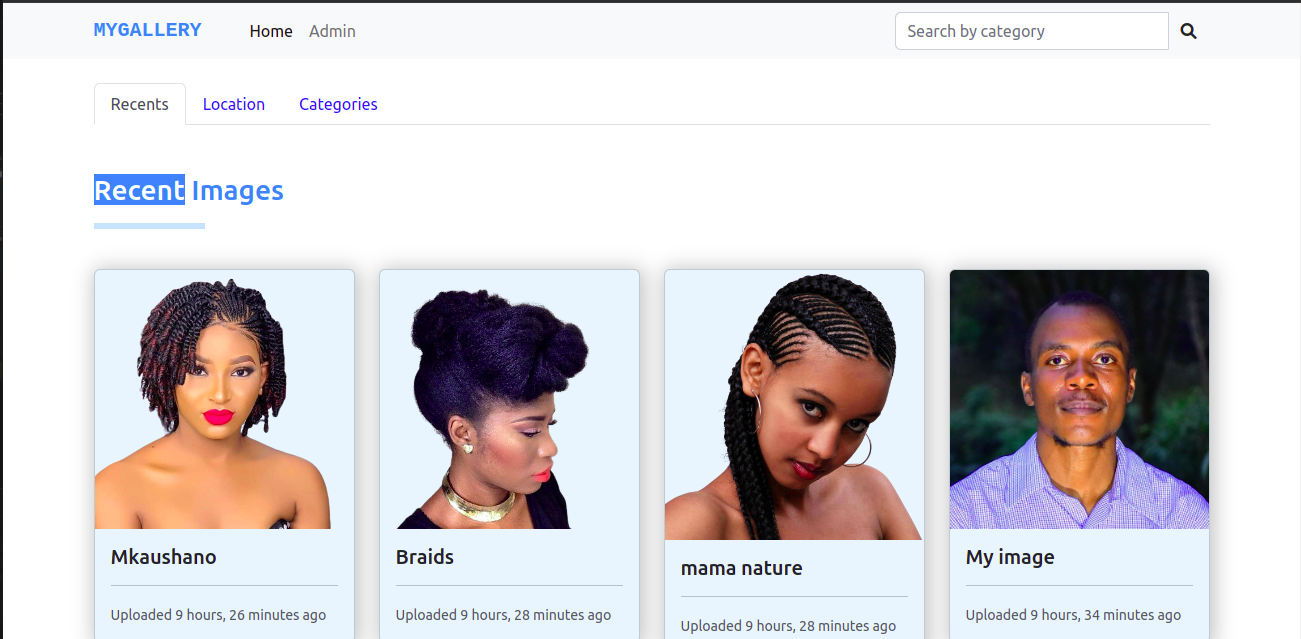 MYGALLERY Home Admin Search by category
Recents Location Categories
Recent Images
Mkaushano
Uploaded 9 hours, 26 minutes ago
Braids
Uploaded 9 hours, 28 minutes ago
mama nature
Uploaded 9 hours, 28 minutes ago
My image
Uploaded 9 hours, 34 minutes ago